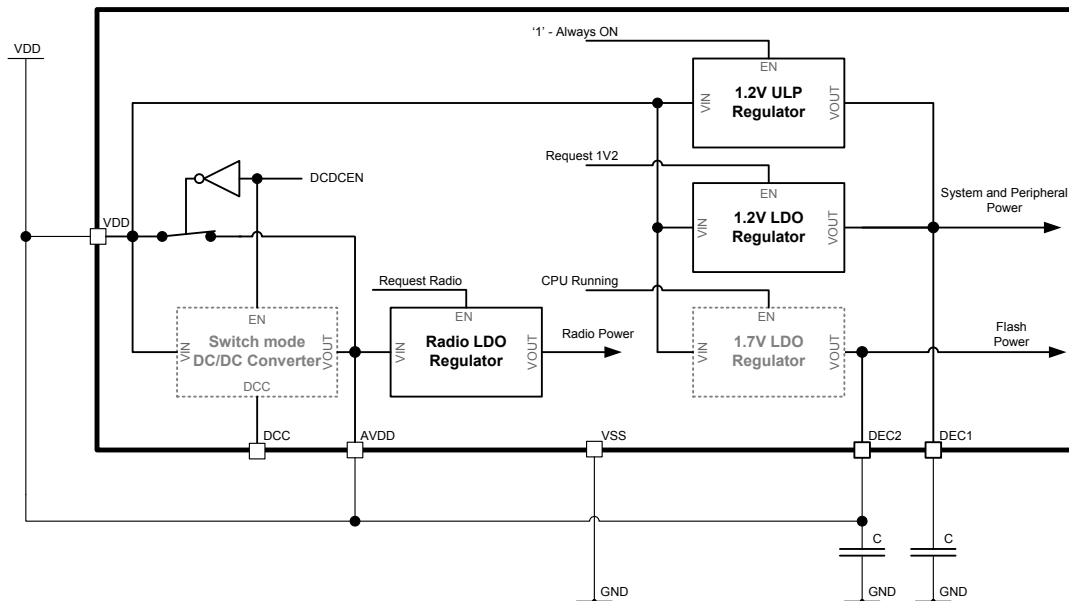 '1' - Always ON
VDD
EN
VIN
1.2V ULP
Regulator
VOUT
Request 1V2
DCDCEN
EN
System and Peripheral
Power
VDD
VIN
1.2V LDO
Regulator
VOUT
Request Radio
CPU Running
EN
EN
EN
Radio Power
Flash
Power
VIN
Switch mode
DC/DC Converter
VOUT
VIN
Radio LDO
Regulator
VOUT
VIN
1.7V LDO
Regulator
VOUT
DCC
DCC
AVDD
VSS
DEC2
DEC1
C
C
GND
GND
GND